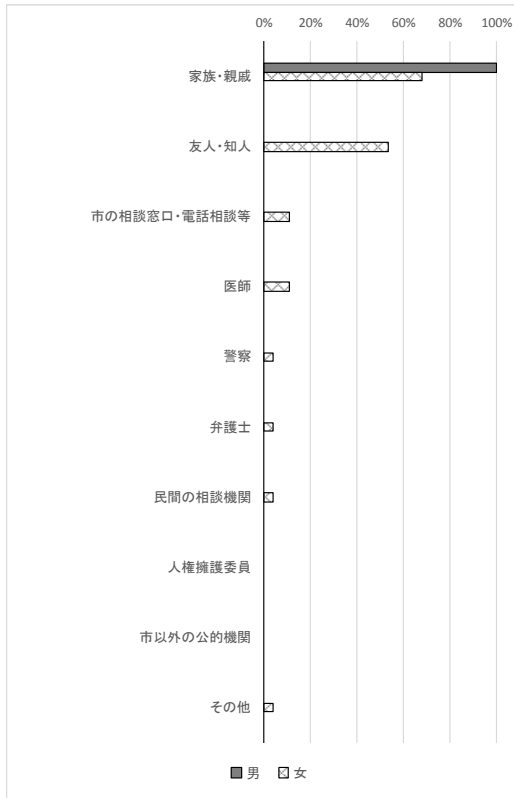 0% 20% 40% 60% 80% 100%
家族・親戚
友人・知人
市の相談窓口・電話相談等
医師
警察
弁護士
民間の相談機関
人権擁護委員
市以外の公的機関
その他
男 女